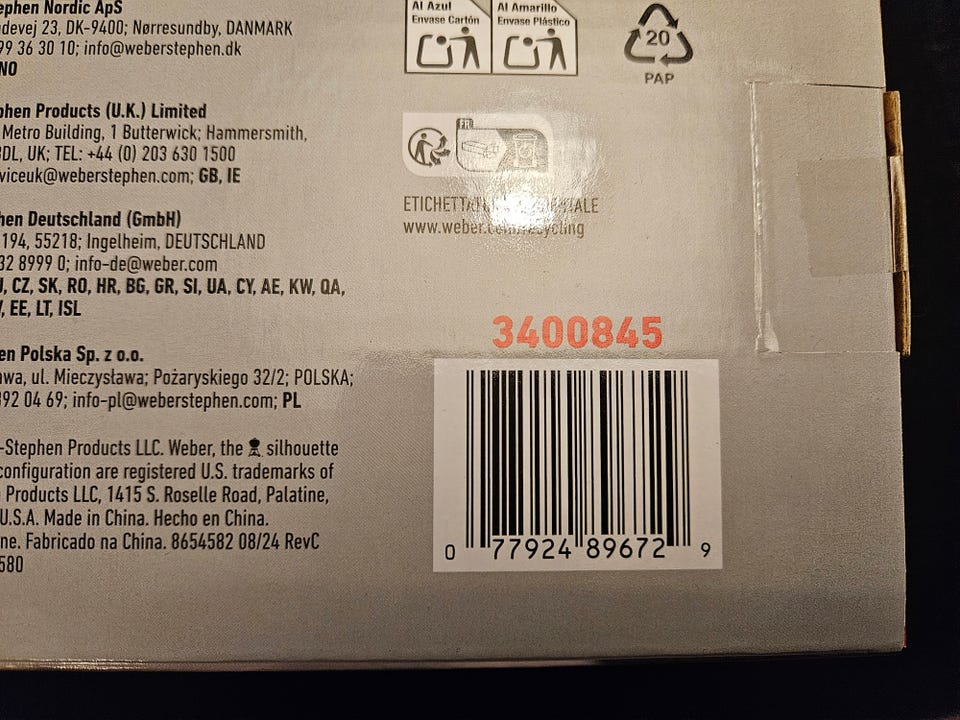 ephen Nordic ApS
devej 23, DK-9400; Nørresundby, DANMARK
99 36 30 10; info@weberstephen.dk
NO
phen Products (U.K.) Limited
Metro Building, 1 Butterwick; Hammersmith,
BDL, UK; TEL: +44 (0) 203 630 1500
viceuk@weberstephen.com; GB, IE
hen Deutschland (GmbH)
194, 55218; Ingelheim, DEUTSCHLAND
32 8999 0; info-de@weber.com
CZ, SK, RO, HR, BG, GR, SI, UA, CY, AE, KW, QA,
EE, LT, ISL
en Polska Sp. z o.o.
awa, ul. Mieczysława; Pożaryskiego 32/2; POLSKA;
392 04 69; info-pl@weberstephen.com; PL
-Stephen Products LLC. Weber, the silhouette
configuration are registered U.S. trademarks of
Products LLC, 1415 S. Roselle Road, Palatine,
U.S.A. Made in China. Hecho en China.
ne. Fabricado na China. 8654582 08/24 RevC
580
Al Azul
Envase Cartón
Al Amarillo
Envase Plástico
20
PAP
FR
www.weber.com/recycling
3400845
0 77924 89672 9